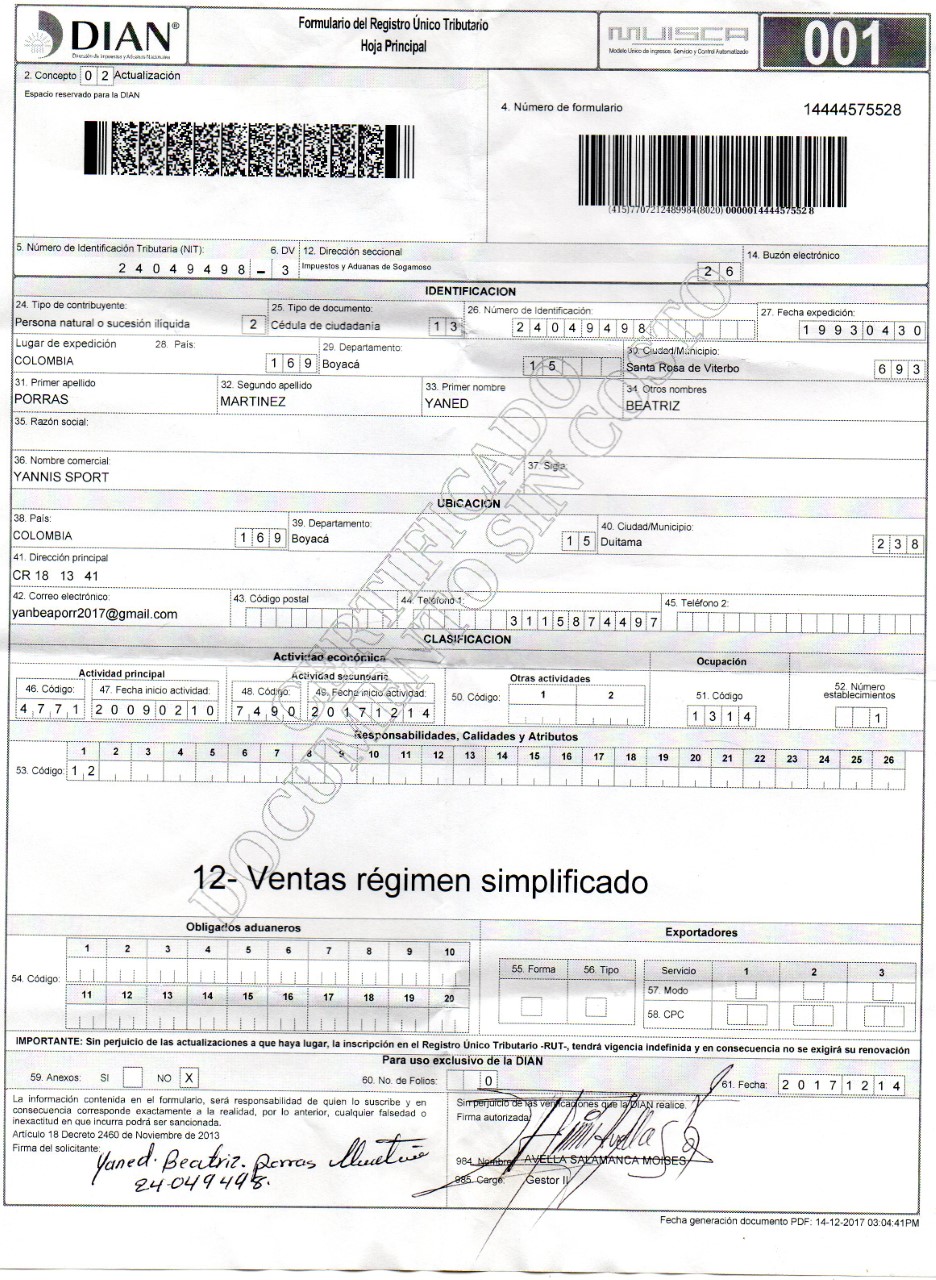 DIAN®
Dirección de Impuestos y Aduanas Nacionales
Formulario del Registro Único Tributario
Hoja Principal
MUISCA
Modelo Único de Ingresos, Servicio y Control Automatizado
001
2. Concepto 0 2 Actualización
Espacio reservado para la DIAN
4. Número de formulario 14444575528
(415)7707212489984(8020) 000001444457552 8
5. Número de Identificación Tributaria (NIT): 6. DV 12. Dirección seccional 14. Buzón electrónico
2 4 0 4 9 4 9 8 - 3 Impuestos y Aduanas de Sogamoso 2 6
IDENTIFICACION
24. Tipo de contribuyente: 25. Tipo de documento: 26. Número de Identificación: 27. Fecha expedición:
Persona natural o sucesión ilíquida 2 Cédula de ciudadanía 1 3 2 4 0 4 9 4 9 8 1 9 9 3 0 4 3 0
Lugar de expedición 28. País: 29. Departamento: 30. Ciudad/Municipio:
COLOMBIA 1 6 9 Boyacá 1 5 Santa Rosa de Viterbo 6 9 3
31. Primer apellido 32. Segundo apellido 33. Primer nombre 34. Otros nombres
PORRAS MARTINEZ YANED BEATRIZ
35. Razón social:
36. Nombre comercial: 37. Sigla:
YANNIS SPORT
UBICACION
38. País: 39. Departamento: 40. Ciudad/Municipio:
COLOMBIA 1 6 9 Boyacá 1 5 Duitama 2 3 8
41. Dirección principal
CR 18 13 41
42. Correo electrónico: 43. Código postal 44. Teléfono 1: 45. Teléfono 2:
yanbeaporr2017@gmail.com 3 1 1 5 8 7 4 4 9 7
CLASIFICACION
Actividad económica Ocupación
Actividad principal Actividad secundaria Otras actividades 52. Número establecimientos
46. Código: 47. Fecha inicio actividad: 48. Código: 49. Fecha inicio actividad: 50. Código: 1 2 51. Código
4 7 7 1 2 0 0 9 0 2 1 0 7 4 9 0 2 0 1 7 1 2 1 4 1 3 1 4 1
Responsabilidades, Calidades y Atributos
1 2 3 4 5 6 7 8 9 10 11 12 13 14 15 16 17 18 19 20 21 22 23 24 25 26
53. Código: 1 2
12- Ventas régimen simplificado
CERTIFICADO
DOCUMENTO SIN COSTO
Obligados aduaneros Exportadores
1 2 3 4 5 6 7 8 9 10
54. Código:
11 12 13 14 15 16 17 18 19 20
55. Forma 56. Tipo Servicio 1 2 3
57. Modo
58. CPC
IMPORTANTE: Sin perjuicio de las actualizaciones a que haya lugar, la inscripción en el Registro Único Tributario -RUT-, tendrá vigencia indefinida y en consecuencia no se exigirá su renovación
Para uso exclusivo de la DIAN
59. Anexos: SI NO X 60. No. de Folios: 0 61. Fecha: 2 0 1 7 1 2 1 4
La información contenida en el formulario, será responsabilidad de quien lo suscribe y en
consecuencia corresponde exactamente a la realidad, por lo anterior, cualquier falsedad o
inexactitud en que incurra podrá ser sancionada.
Artículo 18 Decreto 2460 de Noviembre de 2013
Firma del solicitante:
Yaned. Beatriz. Porras Martinez
24049498.
Sin perjuicio de las verificaciones que la DIAN realice.
Firma autorizada:
984. Nombre AVELLA SALAMANCA MOISES
985. Cargo: Gestor II
Fecha generación documento PDF: 14-12-2017 03:04:41PM